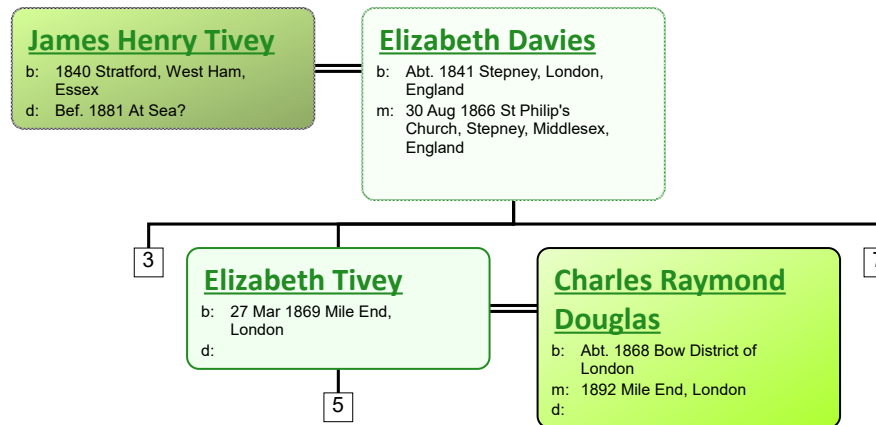 James Henry Tivey
b: 1840 Stratford, West Ham,
Essex
d: Bef. 1881 At Sea?
Elizabeth Davies
b: Abt. 1841 Stepney, London,
England
m: 30 Aug 1866 St Philip's
Church, Stepney, Middlesex,
England
3
Elizabeth Tivey
b: 27 Mar 1869 Mile End,
London
d:
5
Charles Raymond
Douglas
b: Abt. 1868 Bow District of
London
m: 1892 Mile End, London
d: